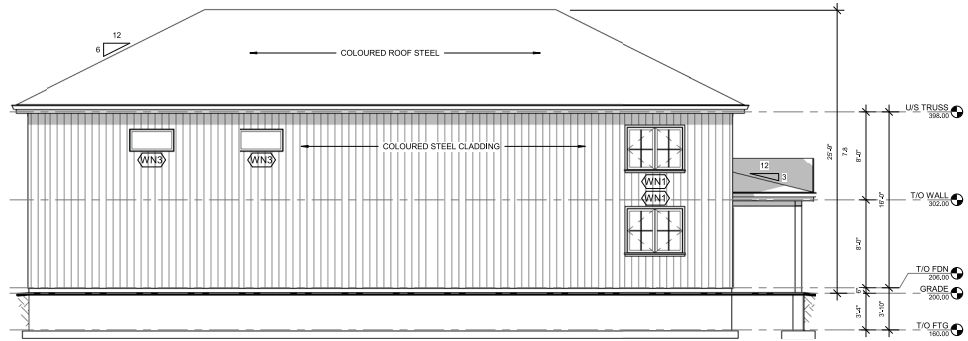 12
6
COLOURED ROOF STEEL
U/S TRUSS
398.00
WN3
WN3
COLOURED STEEL CLADDING
WN1
WN1
12
3
25'-0"
7.8
8'-0"
16'-0"
T/O WALL
302.00
8'-0"
T/O FDN
206.00
6"
GRADE
200.00
3'-4"
3'-10"
T/O FTG
160.00